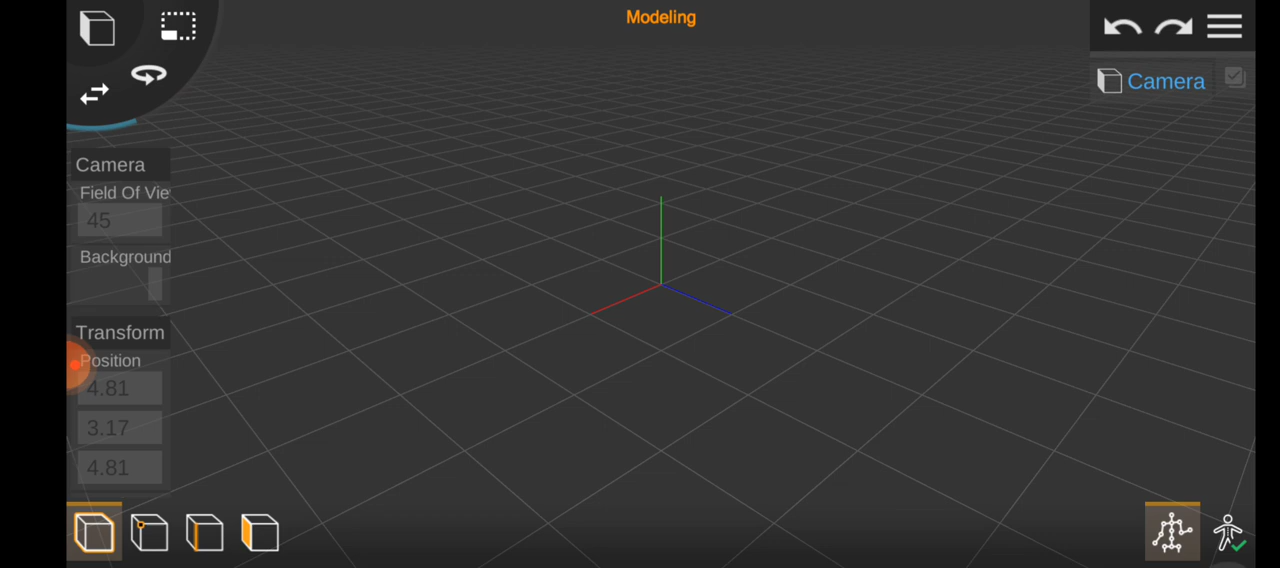 Modeling
Camera
Camera
Field Of Vie
45
Background
Transform
Position
4.81
3.17
4.81